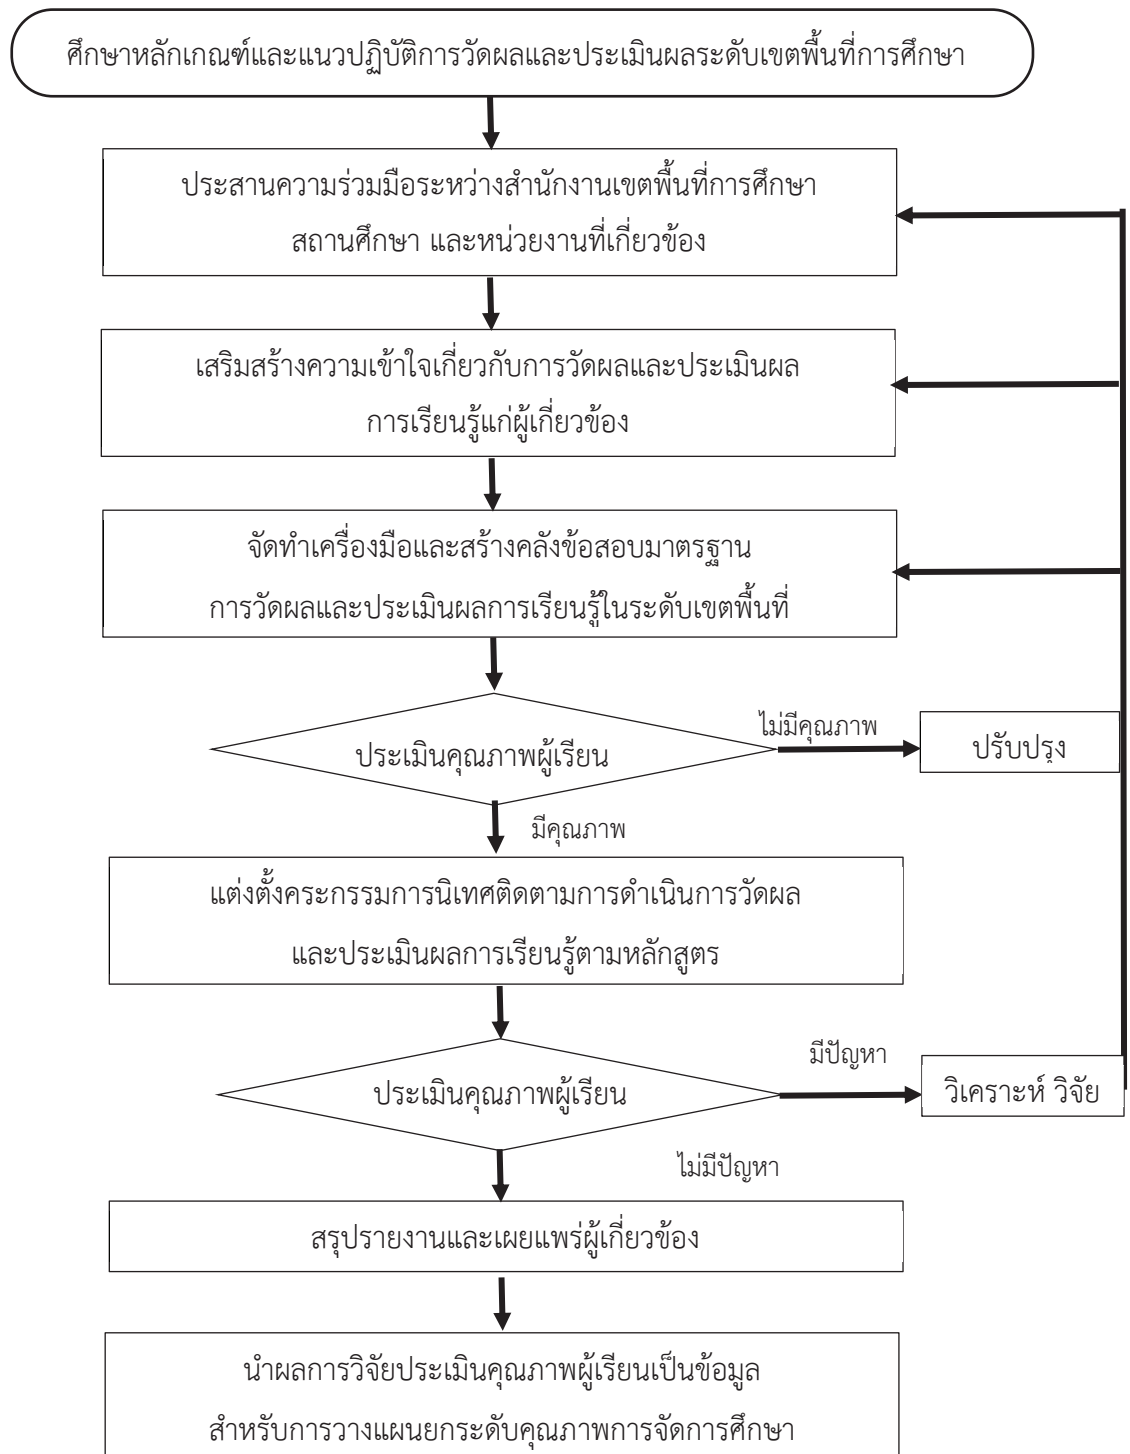 ศึกษาหลักเกณฑ์และแนวปฏิบัติการวัดผลและประเมินผลระดับเขตพื้นที่การศึกษา
ประสานความร่วมมือระหว่างสำนักงานเขตพื้นที่การศึกษา
สถานศึกษา และหน่วยงานที่เกี่ยวข้อง
เสริมสร้างความเข้าใจเกี่ยวกับการวัดผลและประเมินผล
การเรียนรู้แก่ผู้เกี่ยวข้อง
จัดทำเครื่องมือและสร้างคลังข้อสอบมาตรฐาน
การวัดผลและประเมินผลการเรียนรู้ในระดับเขตพื้นที่
ประเมินคุณภาพผู้เรียน
ไม่มีคุณภาพ
ปรับปรุง
มีคุณภาพ
แต่งตั้งคระกรรมการนิเทศติดตามการดำเนินการวัดผล
และประเมินผลการเรียนรู้ตามหลักสูตร
ประเมินคุณภาพผู้เรียน
มีปัญหา
วิเคราะห์ วิจัย
ไม่มีปัญหา
สรุปรายงานและเผยแพร่ผู้เกี่ยวข้อง
นำผลการวิจัยประเมินคุณภาพผู้เรียนเป็นข้อมูล
สำหรับการวางแผนยกระดับคุณภาพการจัดการศึกษา